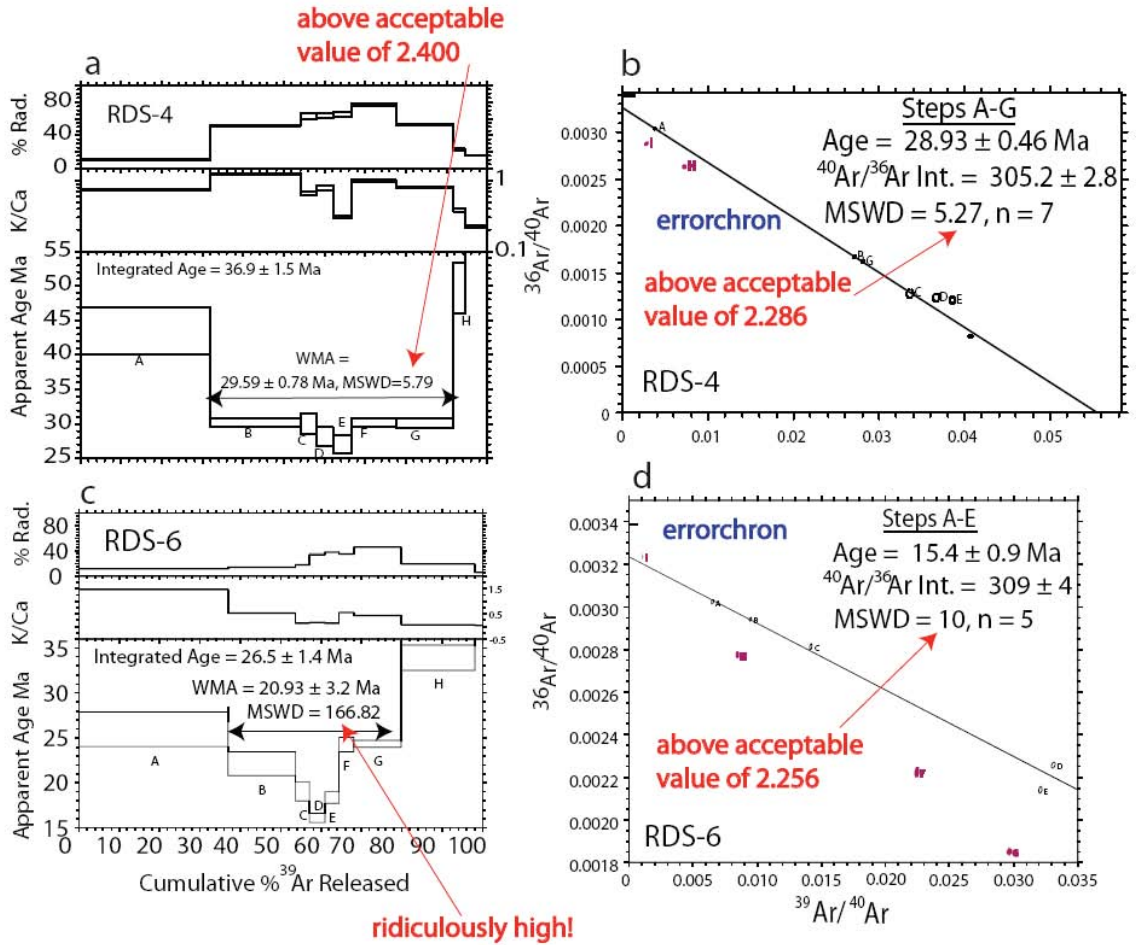 above acceptable
value of 2.400
a
RDS-4
% Rad.
80
40
0
K/Ca
1
0.1
Apparent Age Ma
55
50
45
40
35
30
25
Integrated Age = 36.9 ± 1.5 Ma
WMA =
29.59 ± 0.78 Ma, MSWD=5.79
A
B
C
D
E
F
G
H
b
Steps A-G
Age = 28.93 ± 0.46 Ma
40Ar/36Ar Int. = 305.2 ± 2.8
MSWD = 5.27, n = 7
errorchron
above acceptable
value of 2.286
RDS-4
36Ar/40Ar
0.0030
0.0025
0.0020
0.0015
0.0010
0.0005
0
A
I
H
B
G
C
D
E
0 0.01 0.02 0.03 0.04 0.05
c
RDS-6
% Rad.
80
40
0
K/Ca
1.5
0.5
-0.5
Apparent Age Ma
35
30
25
20
15
Integrated Age = 26.5 ± 1.4 Ma
WMA = 20.93 ± 3.2 Ma
MSWD = 166.82
A
B
C
D
E
F
G
H
0 10 20 30 40 50 60 70 80 90 100
Cumulative %39Ar Released
ridiculously high!
d
errorchron
Steps A-E
Age = 15.4 ± 0.9 Ma
40Ar/36Ar Int. = 309 ± 4
MSWD = 10, n = 5
above acceptable
value of 2.256
RDS-6
36Ar/40Ar
0.0034
0.0032
0.0030
0.0028
0.0026
0.0024
0.0022
0.0020
0.0018
I
A
B
C
H
F
D
E
G
0 0.005 0.010 0.015 0.020 0.025 0.030 0.035
39Ar/ 40Ar